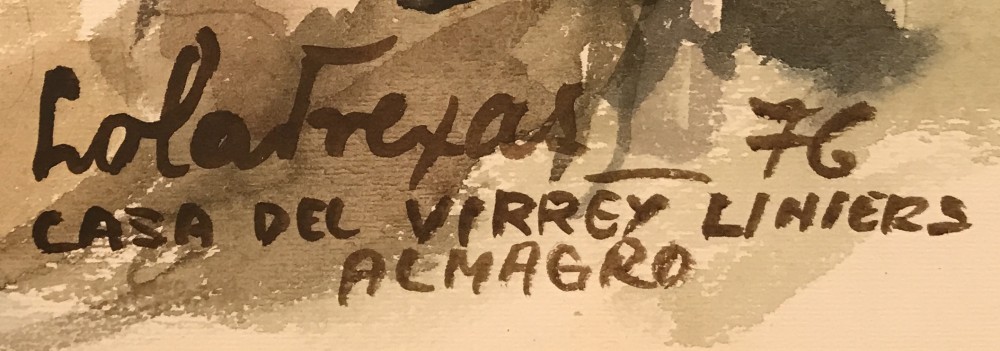 Lola Frexas 76
CASA DEL VIRREY LINIERS
ALMAGRO